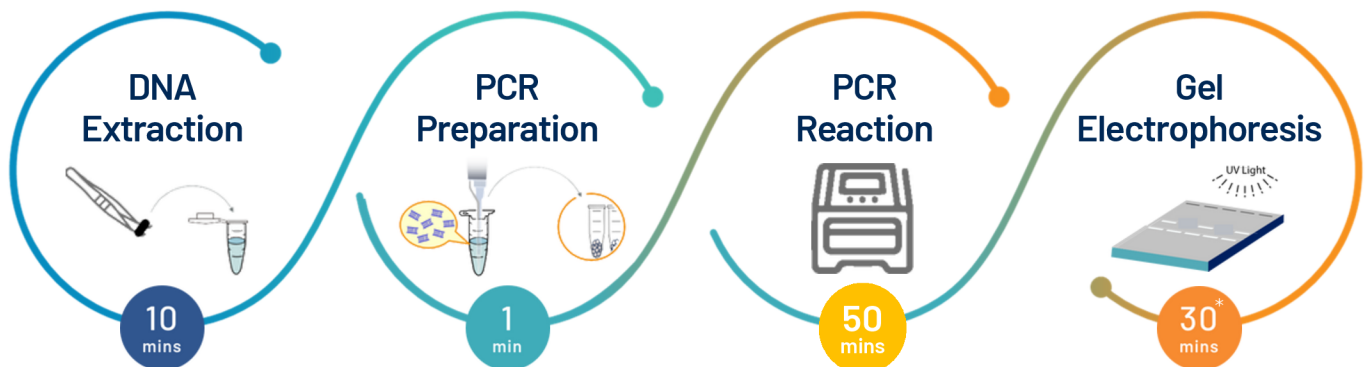 DNA
Extraction
10
mins
PCR
Preparation
1
min
PCR
Reaction
50
mins
Gel
Electrophoresis
UV Light
30*
mins